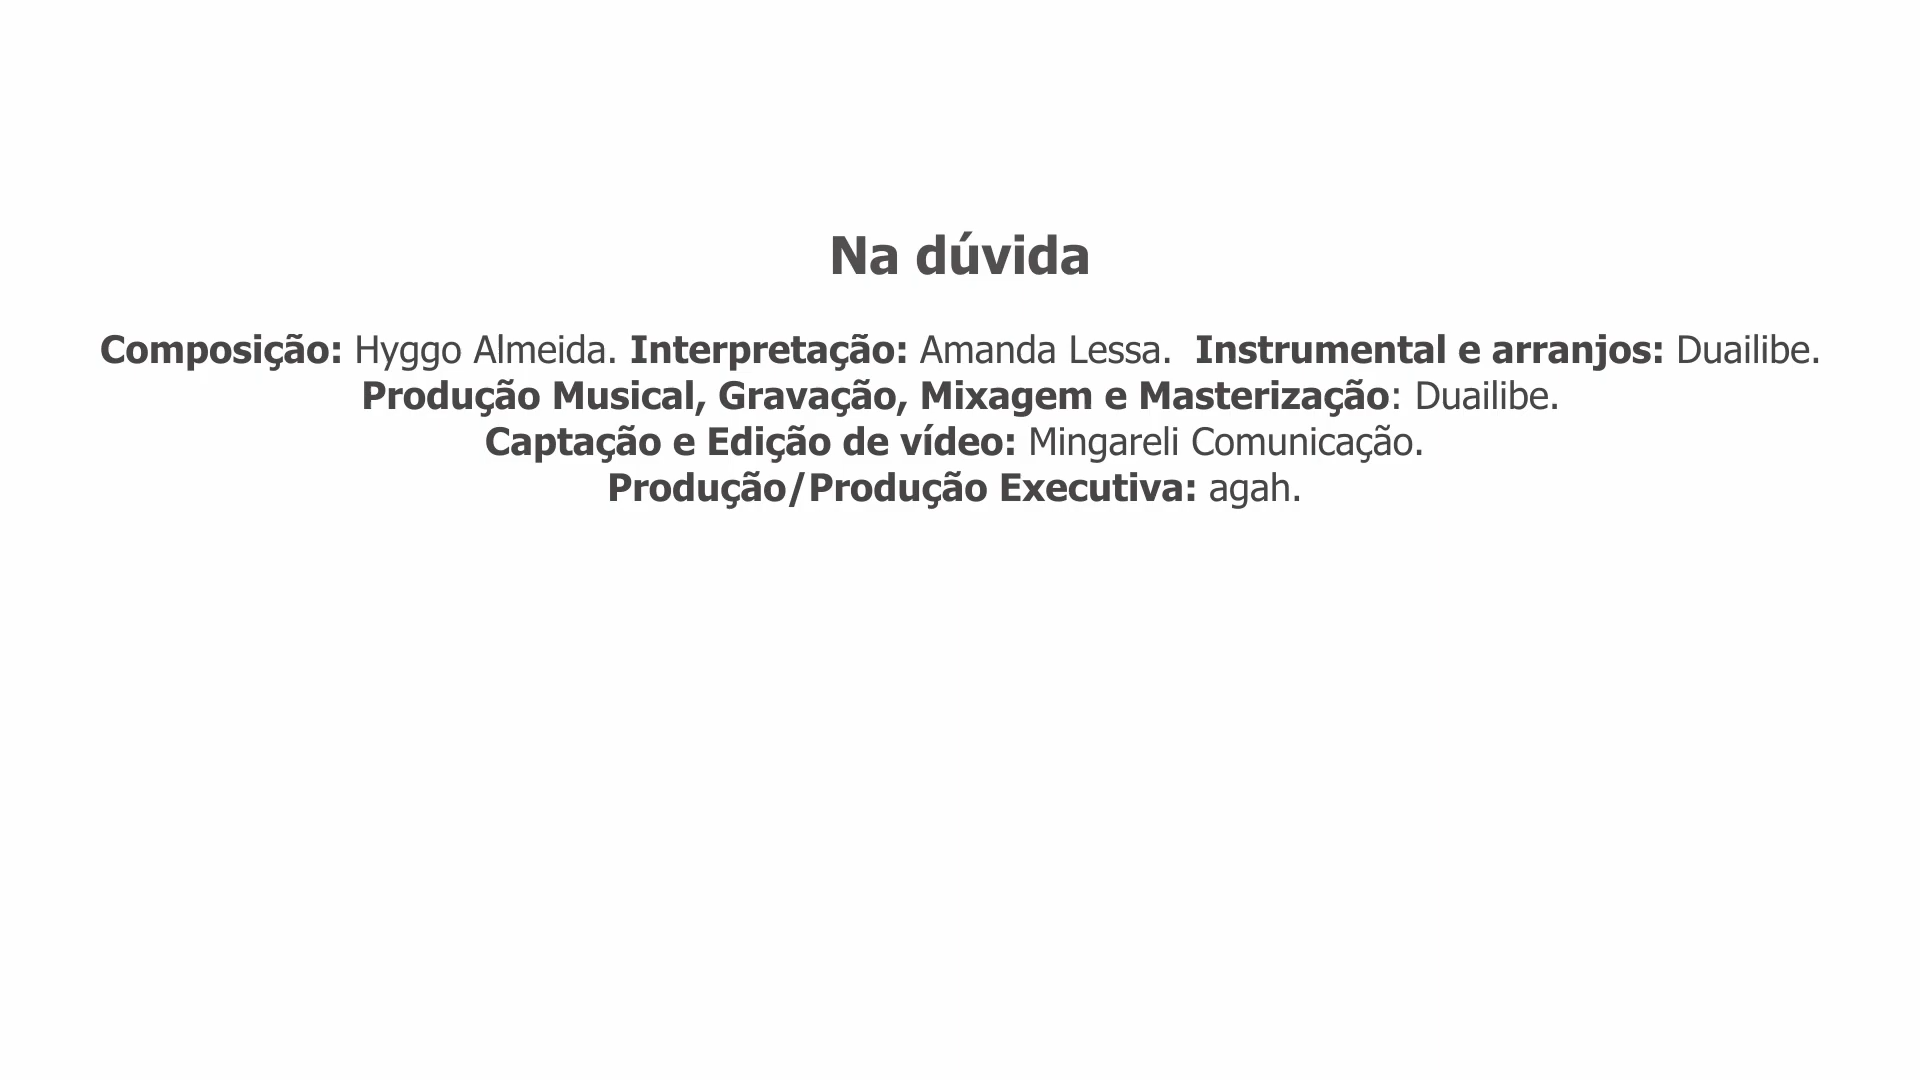 Na dúvida
Composição: Hyggo Almeida. Interpretação: Amanda Lessa.  Instrumental e arranjos: Duailibe.
Produção Musical, Gravação, Mixagem e Masterização: Duailibe.
Captação e Edição de vídeo: Mingareli Comunicação.
Produção/Produção Executiva: agah.